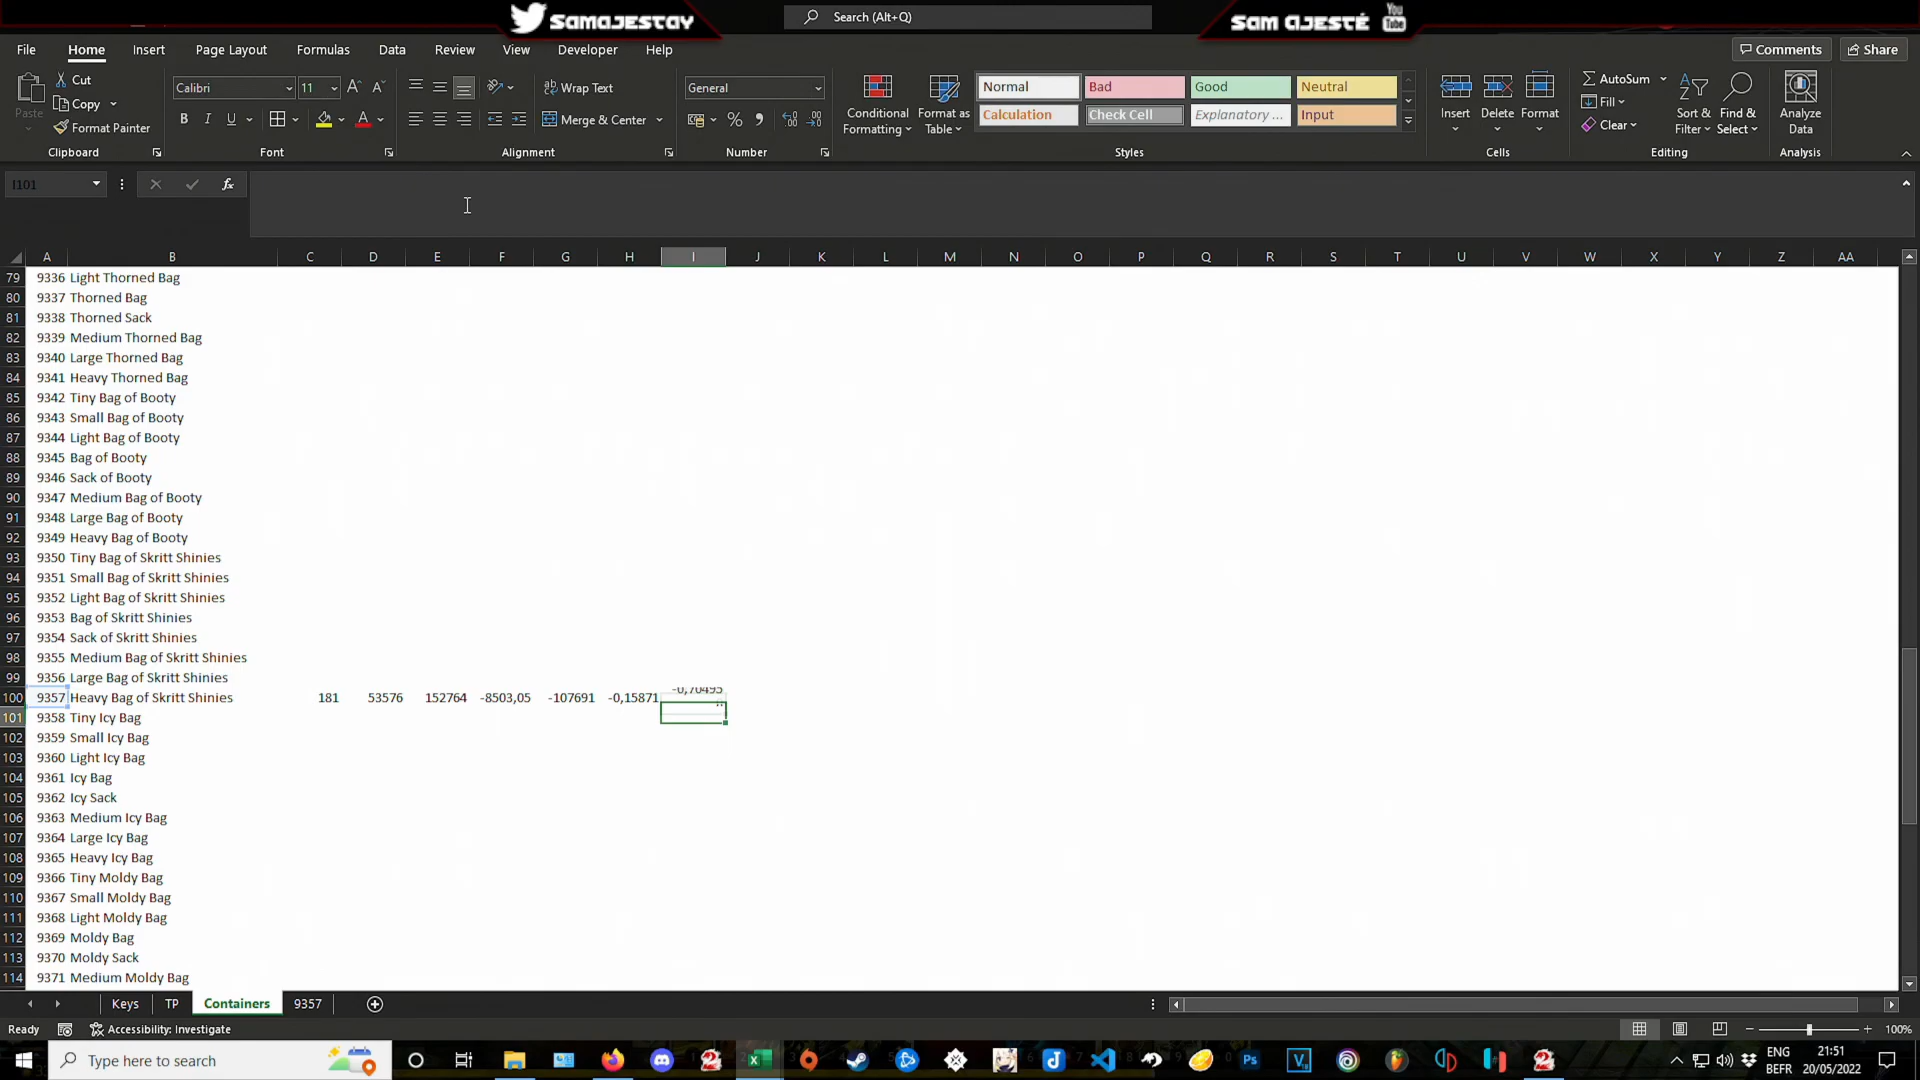 Samajestay
Search (Alt+Q)
Sam Ajesté
You
Tube
File
Home
Insert
Page Layout
Formulas
Data
Review
View
Developer
Help
Comments
Share
Paste
Cut
Copy
Format Painter
Clipboard
Calibri
11
B
I
U
Font
Wrap Text
Merge & Center
Alignment
General
Number
Conditional
Formatting
Format as
Table
Normal
Bad
Good
Neutral
Calculation
Check Cell
Explanatory ...
Input
Styles
Insert
Delete
Format
Cells
AutoSum
Fill
Clear
Sort &
Filter
Find &
Select
Editing
Analyze
Data
Analysis
I101
fx
A B C D E F G H I J K L M N O P Q R S T U V W X Y Z AA
79 9336 Light Thorned Bag
80 9337 Thorned Bag
81 9338 Thorned Sack
82 9339 Medium Thorned Bag
83 9340 Large Thorned Bag
84 9341 Heavy Thorned Bag
85 9342 Tiny Bag of Booty
86 9343 Small Bag of Booty
87 9344 Light Bag of Booty
88 9345 Bag of Booty
89 9346 Sack of Booty
90 9347 Medium Bag of Booty
91 9348 Large Bag of Booty
92 9349 Heavy Bag of Booty
93 9350 Tiny Bag of Skritt Shinies
94 9351 Small Bag of Skritt Shinies
95 9352 Light Bag of Skritt Shinies
96 9353 Bag of Skritt Shinies
97 9354 Sack of Skritt Shinies
98 9355 Medium Bag of Skritt Shinies
99 9356 Large Bag of Skritt Shinies
100 9357 Heavy Bag of Skritt Shinies 181 53576 152764 -8503,05 -107691 -0,15871 -0,70495
101 9358 Tiny Icy Bag
102 9359 Small Icy Bag
103 9360 Light Icy Bag
104 9361 Icy Bag
105 9362 Icy Sack
106 9363 Medium Icy Bag
107 9364 Large Icy Bag
108 9365 Heavy Icy Bag
109 9366 Tiny Moldy Bag
110 9367 Small Moldy Bag
111 9368 Light Moldy Bag
112 9369 Moldy Bag
113 9370 Moldy Sack
114 9371 Medium Moldy Bag
Keys
TP
Containers
9357
Ready
Accessibility: Investigate
100%
Type here to search
ENG
BEFR
21:51
20/05/2022